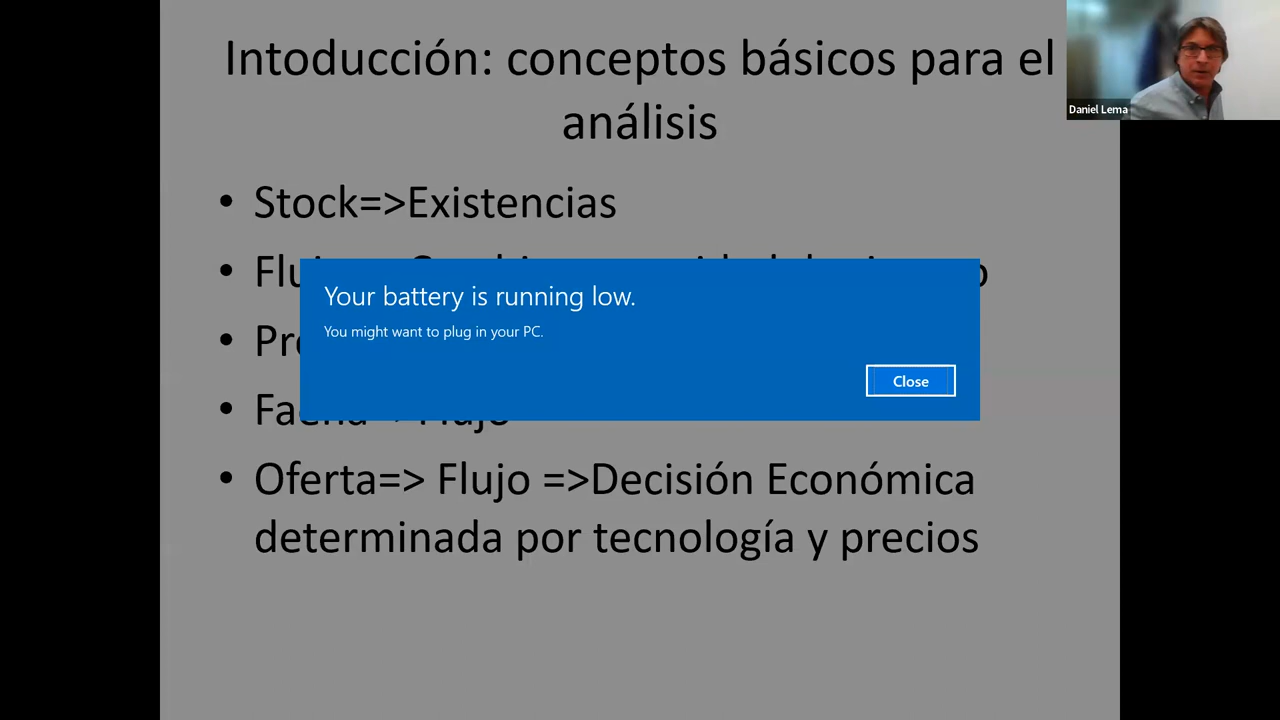 Intoducción: conceptos básicos para el
análisis
Daniel Lema
• Stock=>Existencias
Your battery is running low.
You might want to plug in your PC.
Close
• Oferta=> Flujo =>Decisión Económica
determinada por tecnología y precios